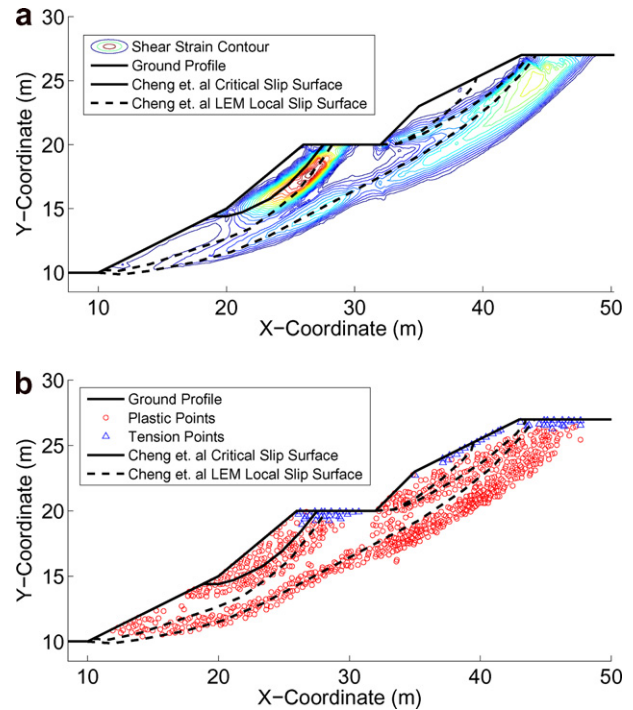 a
30
Shear Strain Contour
Ground Profile
Cheng et. al Critical Slip Surface
Cheng et. al LEM Local Slip Surface
25
20
15
10
Y−Coordinate (m)
10 20 30 40 50
X−Coordinate (m)
b
30
Ground Profile
Plastic Points
Tension Points
Cheng et. al Critical Slip Surface
Cheng et. al LEM Local Slip Surface
25
20
15
10
Y−Coordinate (m)
10 20 30 40 50
X−Coordinate (m)